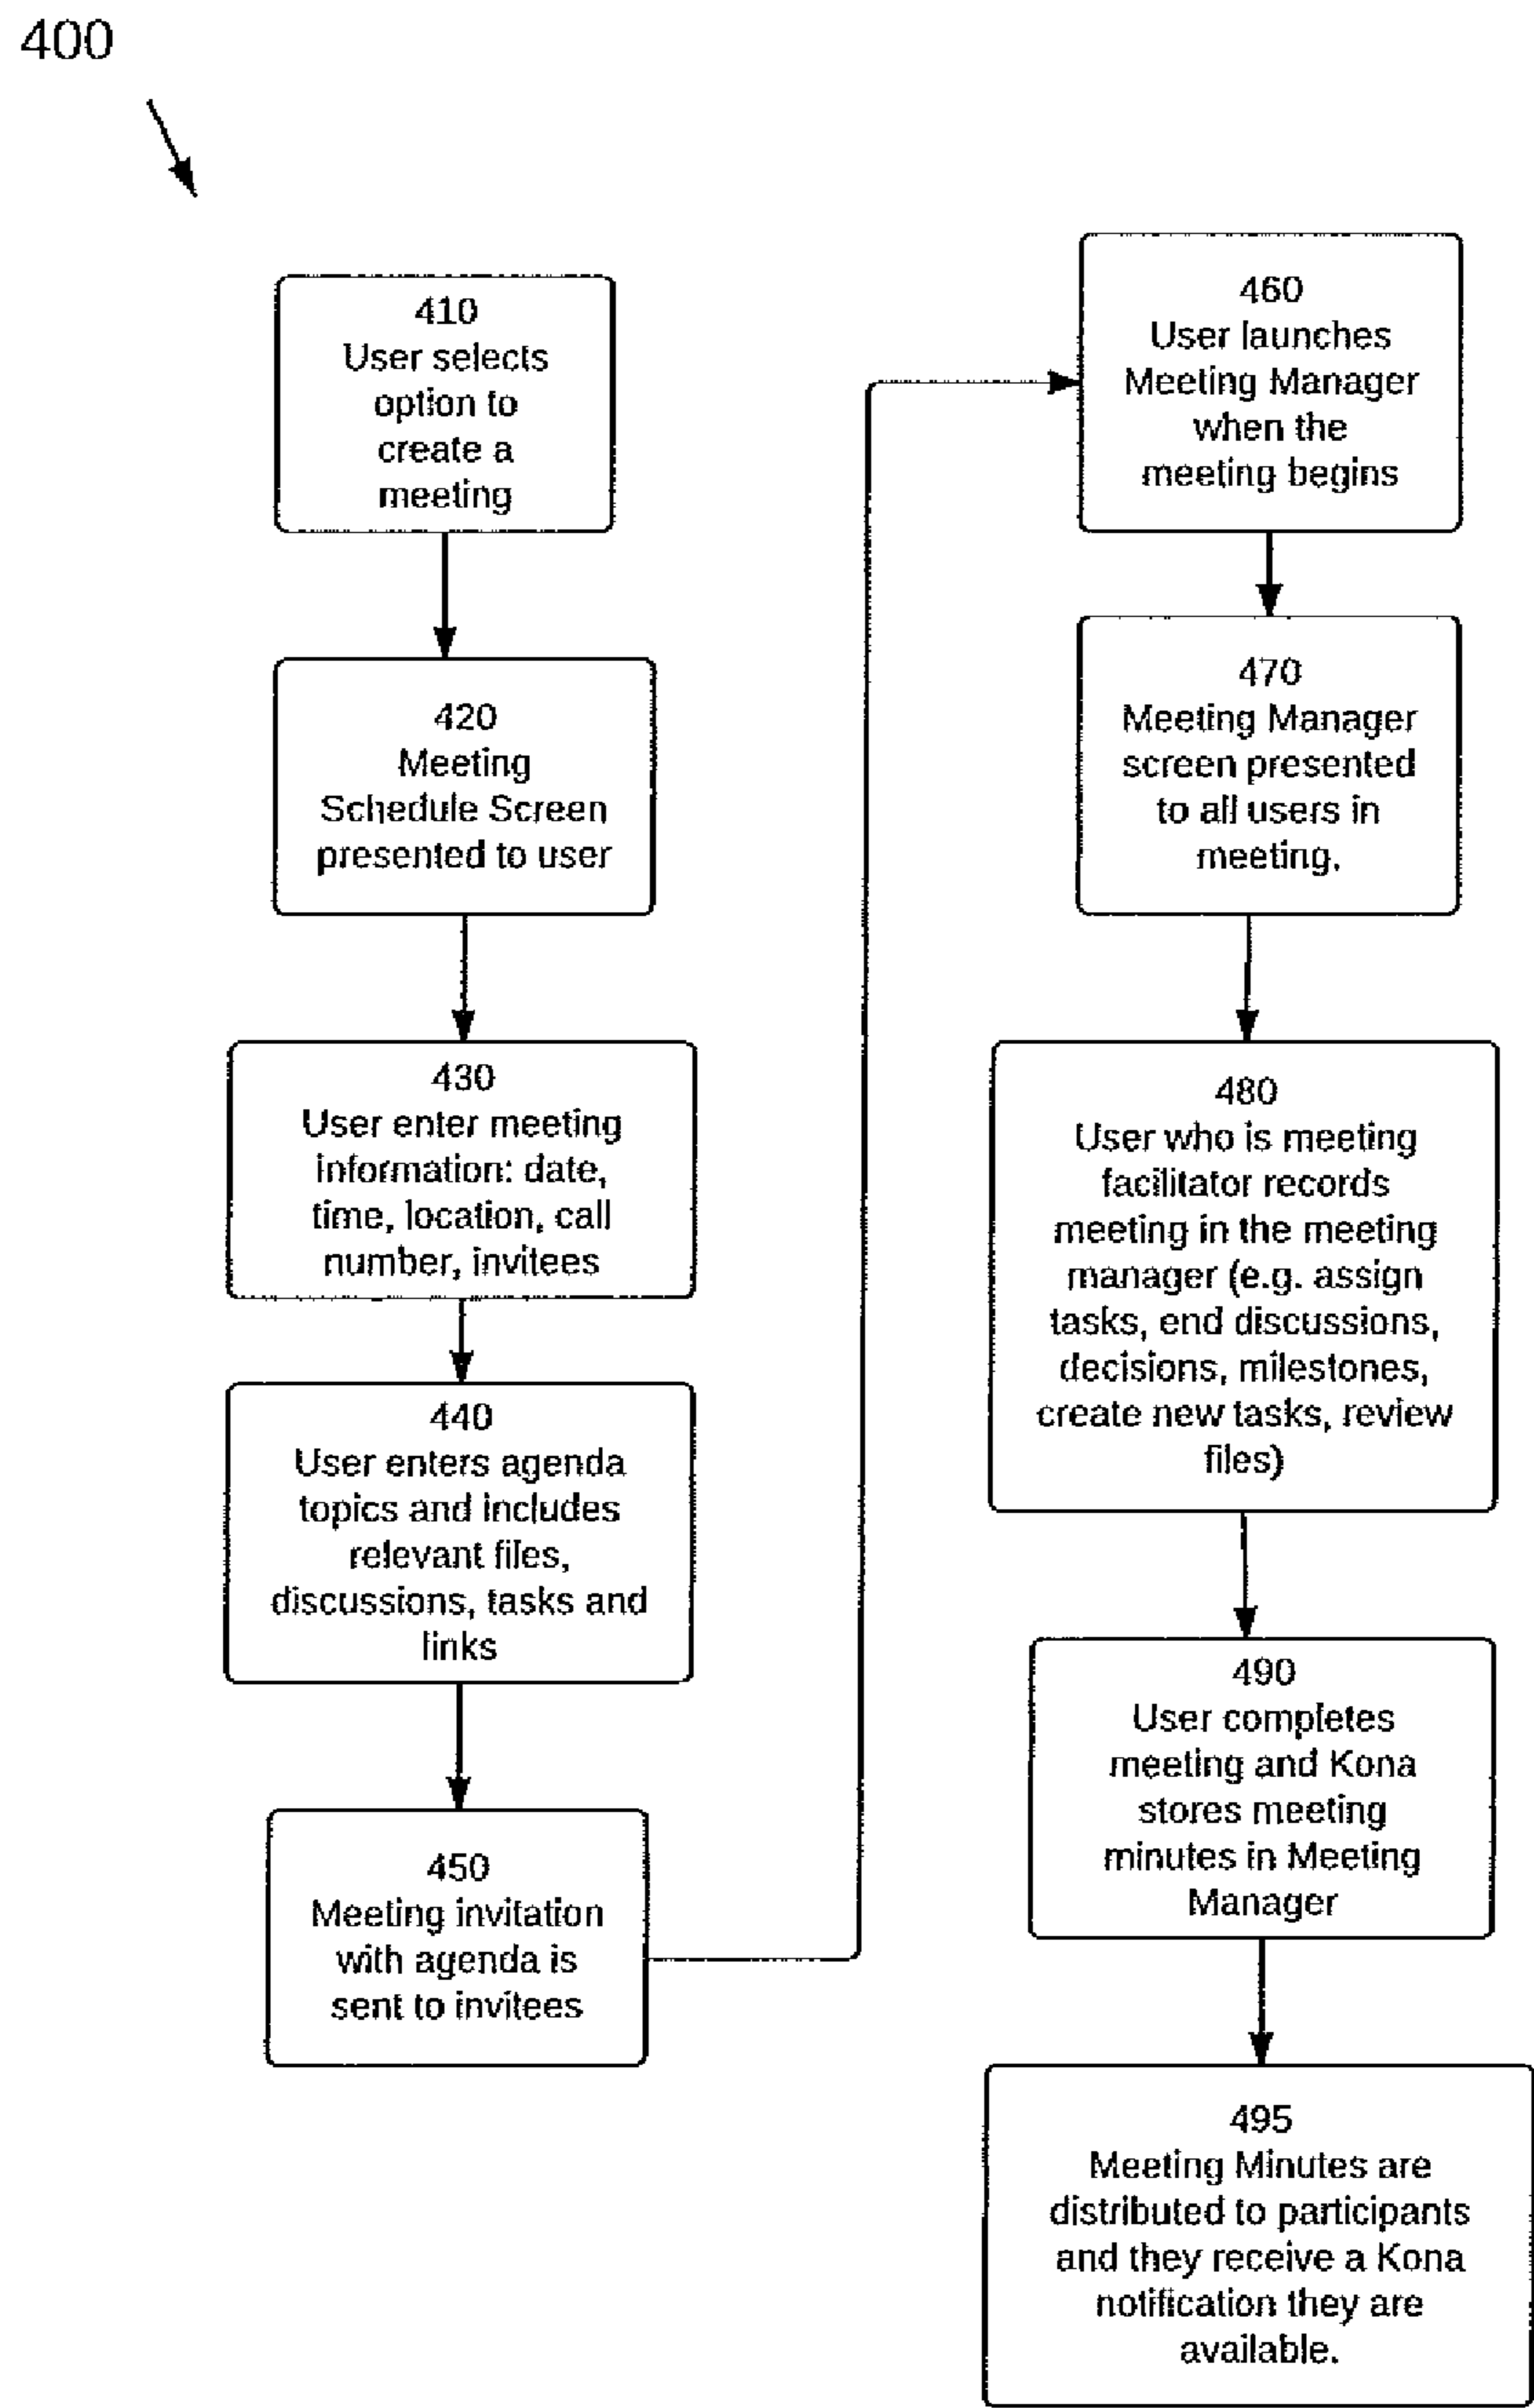 400
410
User selects
option to
create a
meeting
420
Meeting
Schedule Screen
presented to user
430
User enter meeting
information: date,
time, location, call
number, invitees
440
User enters agenda
topics and includes
relevant files,
discussions, tasks and
links
450
Meeting invitation
with agenda is
sent to invitees
460
User launches
Meeting Manager
when the
meeting begins
470
Meeting Manager
screen presented
to all users in
meeting.
480
User who is meeting
facilitator records
meeting in the meeting
manager (e.g. assign
tasks, end discussions,
decisions, milestones,
create new tasks, review
files)
490
User completes
meeting and Kona
stores meeting
minutes in Meeting
Manager
495
Meeting Minutes are
distributed to participants
and they receive a Kona
notification they are
available.